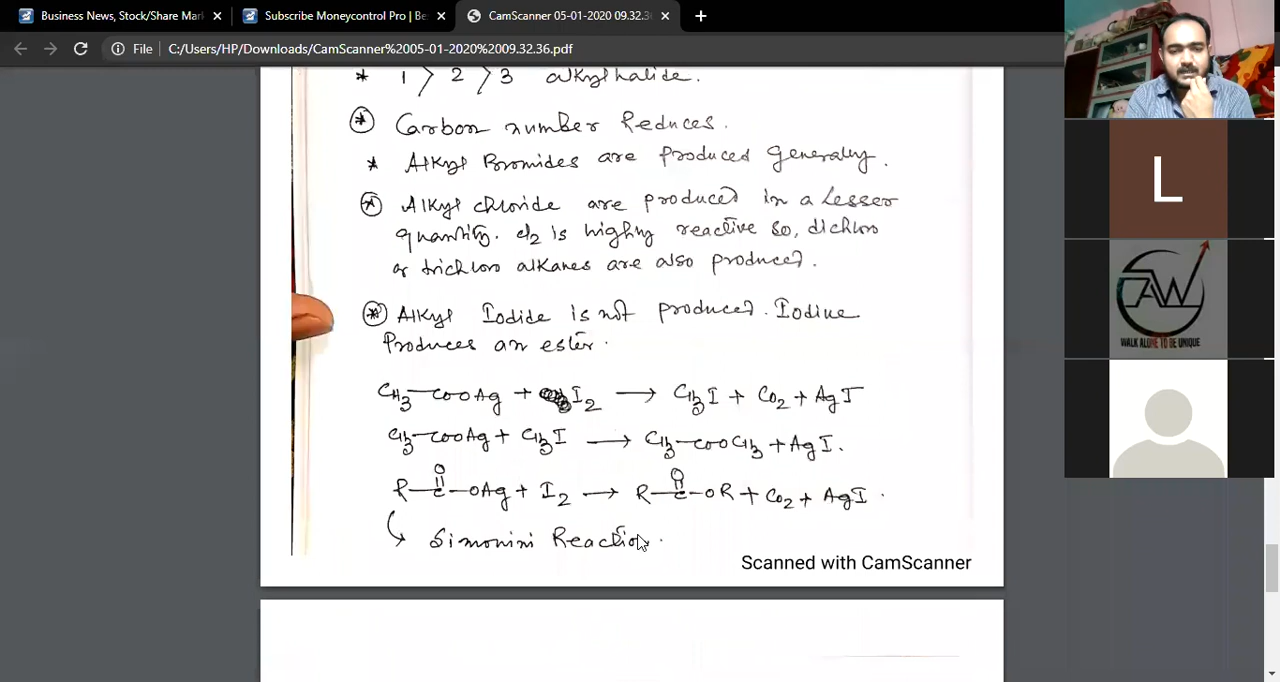 Business News, Stock/Share Mark
Subscribe Moneycontrol Pro | Be
CamScanner 05-01-2020 09.32.3
File C:/Users/HP/Downloads/CamScanner%2005-01-2020%2009.32.36.pdf
* 1 > 2 > 3 alkylhalide.
* Carbon number Reduces.
* Alkyl Bromides are produced Generally.
* Alkyl chloride are produced in a Lesser
quantity. Cl2 is highly reactive so, dichloro
or trichloro alkanes are also produced.
* Alkyl Iodide is not produced. Iodine
Produces an ester.
CH3-COOAg + I2 → CH3I + CO2 + AgI
CH3-COOAg + CH3I → CH3-COOCH3 + AgI.
R-C-OAg + I2 → R-C-OR + CO2 + AgI.
O O
Simonini Reaction.
Scanned with CamScanner
L
AW
WALK ALONE TO BE UNIQUE